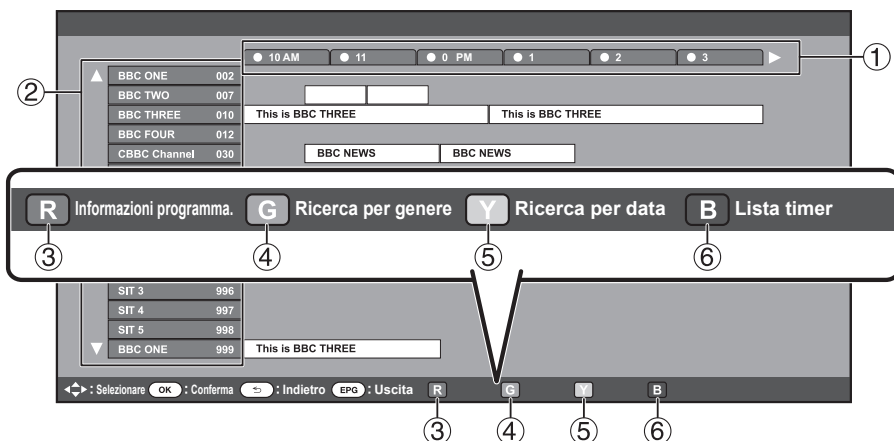 10 AM 11 0 PM 1 2 3 ①
②
BBC ONE 002
BBC TWO 007
BBC THREE 010 This is BBC THREE This is BBC THREE
BBC FOUR 012
CBBC Channel 030 BBC NEWS BBC NEWS
R Informazioni programma. G Ricerca per genere Y Ricerca per data B Lista timer
③ ④ ⑤ ⑥
SIT 3 996
SIT 4 997
SIT 5 998
BBC ONE 999 This is BBC THREE
: Selezionare OK : Conferma : Indietro EPG : Uscita R G Y B
③ ④ ⑤ ⑥